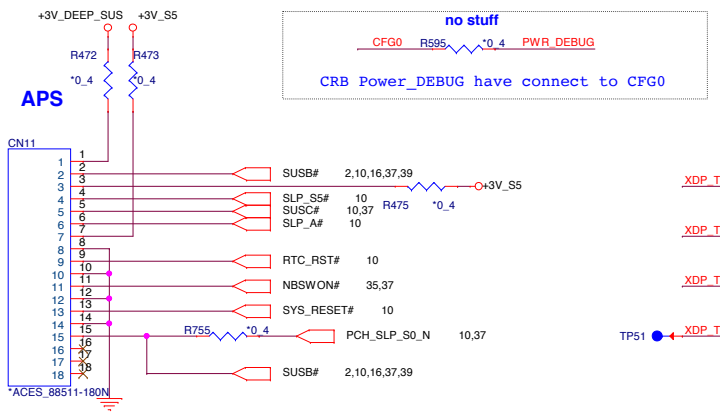 no stuff
+3V_DEEP_SUS +3V_S5
CFG0 R595 *0_4 PWR_DEBUG
R472 R473
*0_4 *0_4
CRB Power_DEBUG have connect to CFG0
APS
CN11
1 1
2 2 SUSB# 2,10,16,37,39
3 3 R475 *0_4 +3V_S5 XDP_T
4 4 SLP_S5# 10
5 5 SUSC# 10,37
6 6 SLP_A# 10
7 7 XDP_T
8 8
9 9 RTC_RST# 10
10 10
11 11 NBSWON# 35,37 XDP_T
12 12
13 13 SYS_RESET# 10
14 14
15 15 R755 *0_4 PCH_SLP_S0_N 10,37 TP51 XDP_T
16 16
17 17
18 18 SUSB# 2,10,16,37,39
*ACES_88511-180N